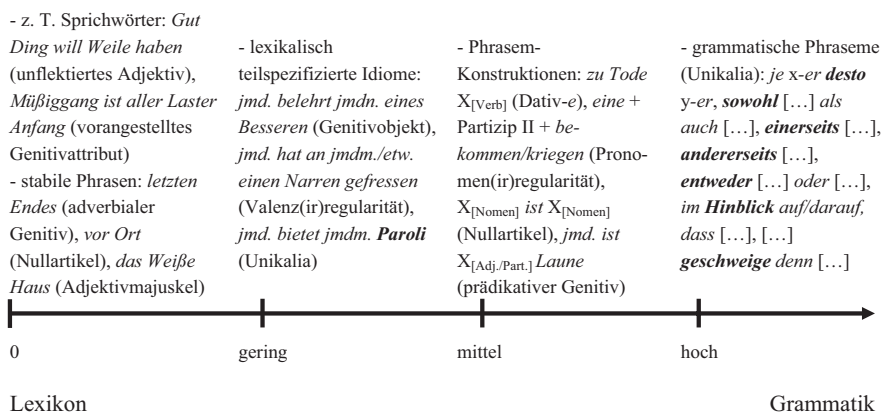 - z. T. Sprichwörter: Gut
Ding will Weile haben
(unflektiertes Adjektiv),
Müßiggang ist aller Laster
Anfang (vorangestelltes
Genitivattribut)
- stabile Phrasen: letzten
Endes (adverbialer
Genitiv), vor Ort
(Nullartikel), das Weiße
Haus (Adjektivmajuskel)
- lexikalisch
teilspezifizierte Idiome:
jmd. belehrt jmdn. eines
Besseren (Genitivobjekt),
jmd. hat an jmdm./etw.
einen Narren gefressen
(Valenz(ir)regularität),
jmd. bietet jmdm. Paroli
(Unikalia)
- Phrasem-
Konstruktionen: zu Tode
X[Verb] (Dativ-e), eine +
Partizip II + be-
kommen/kriegen (Prono-
men(ir)regularität),
X[Nomen] ist X[Nomen]
(Nullartikel), jmd. ist
X[Adj./Part.] Laune
(prädikativer Genitiv)
- grammatische Phraseme
(Unikalia): je x-er desto
y-er, sowohl […] als
auch […], einerseits […],
andererseits […],
entweder […] oder […],
im Hinblick auf/darauf,
dass […], […]
geschweige denn […]
0 gering mittel hoch
Lexikon Grammatik